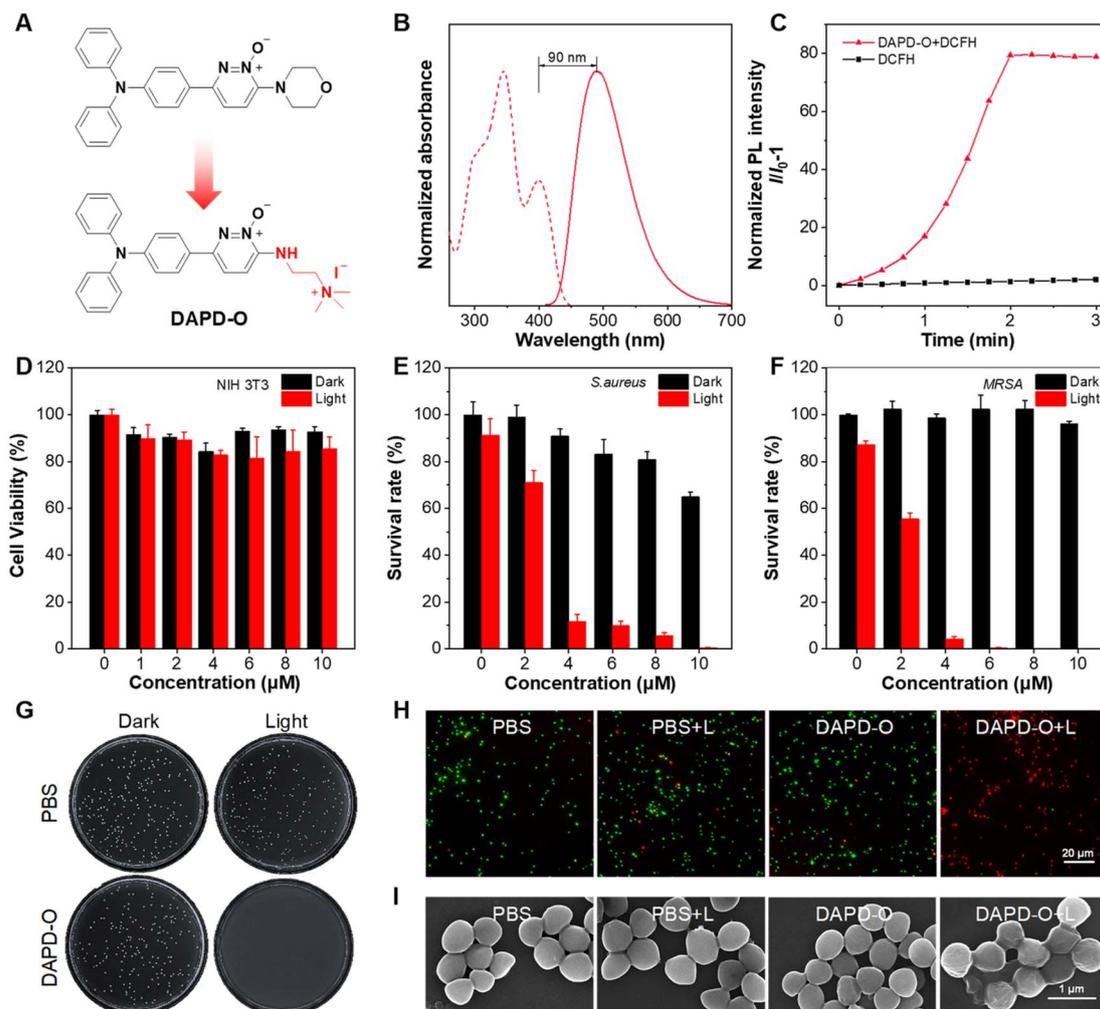 A
O−
N
N
+
N
N
O
O−
N
N
+
N
NH
I−
+
N
DAPD-O
B
90 nm
Normalized absorbance
300 400 500 600 700
Wavelength (nm)
C
DAPD-O+DCFH
DCFH
Normalized PL intensity
I/I0-1
80
60
40
20
0
0 1 2 3
Time (min)
D
NIH 3T3
Dark
Light
Cell Viability (%)
120
100
80
60
40
20
0
0 1 2 4 6 8 10
Concentration (µM)
E
S.aureus
Dark
Light
Survival rate (%)
120
100
80
60
40
20
0
0 2 4 6 8 10
Concentration (µM)
F
MRSA
Dark
Light
Survival rate (%)
120
100
80
60
40
20
0
0 2 4 6 8 10
Concentration (µM)
G
Dark Light
PBS
DAPD-O
H
PBS PBS+L DAPD-O DAPD-O+L
20 µm
I
PBS PBS+L DAPD-O DAPD-O+L
1 µm